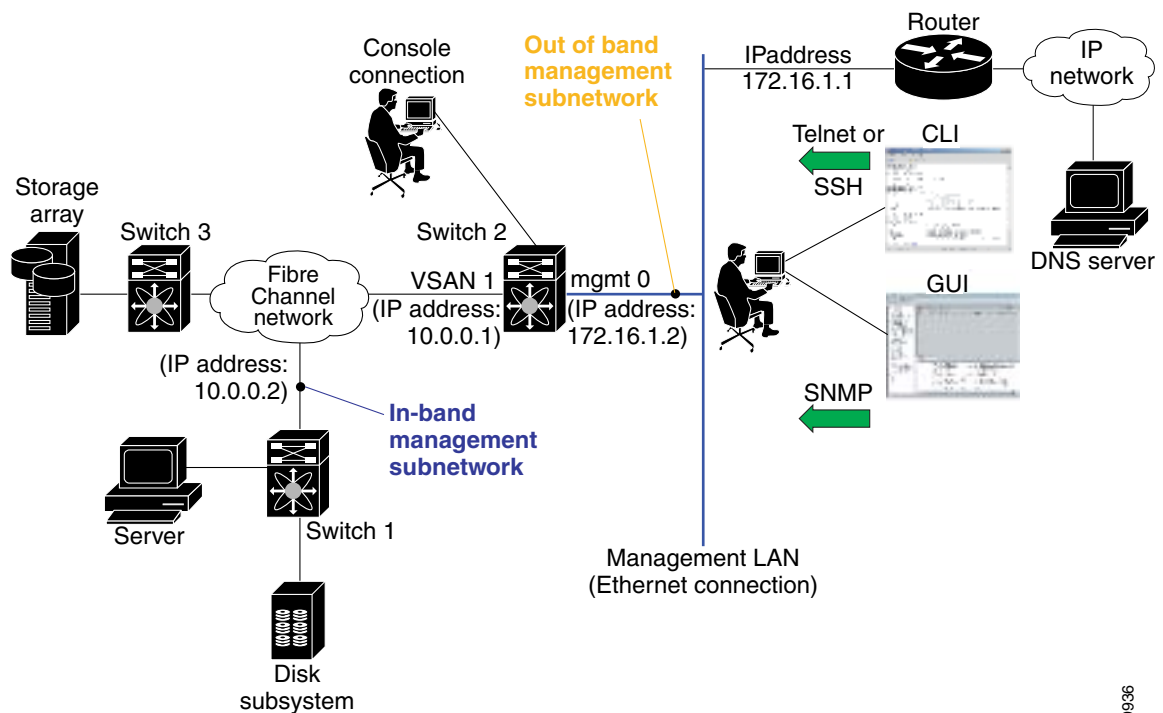 Router
IP
network
IPaddress
172.16.1.1
Out of band
management
subnetwork
Console
connection
Telnet or
SSH
CLI
DNS server
Storage
array
Switch 3
Switch 2
Fibre
Channel
network
VSAN 1
(IP address:
10.0.0.1)
mgmt 0
(IP address:
172.16.1.2)
GUI
SNMP
(IP address:
10.0.0.2)
In-band
management
subnetwork
Server
Switch 1
Management LAN
(Ethernet connection)
Disk
subsystem